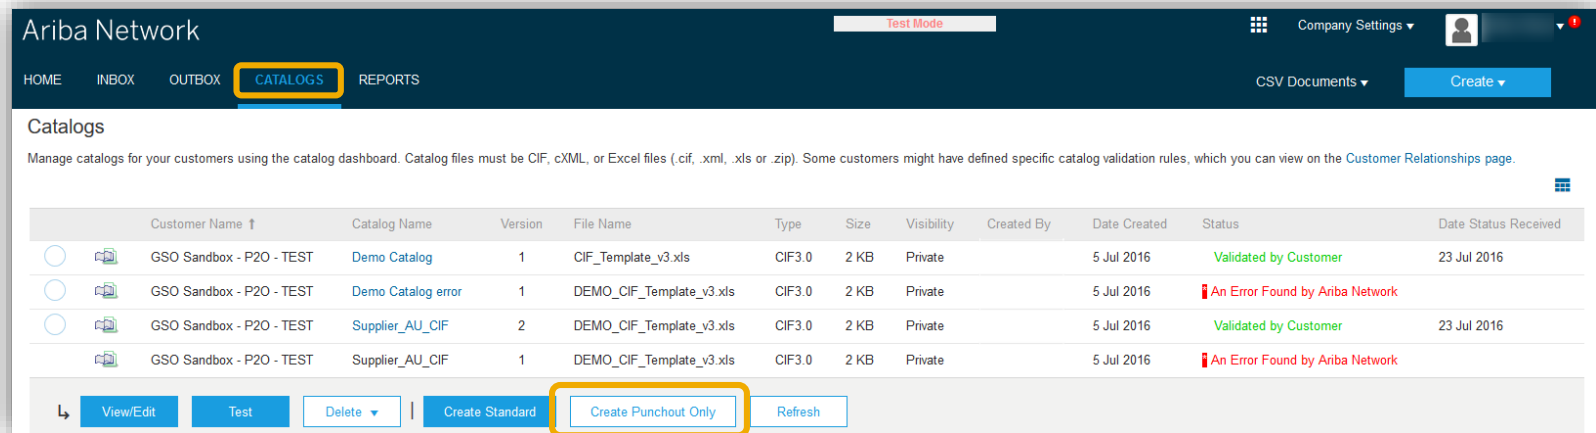 Ariba Network
Test Mode
Company Settings
HOME INBOX OUTBOX CATALOGS REPORTS
CSV Documents
Create
Catalogs
Manage catalogs for your customers using the catalog dashboard. Catalog files must be CIF, cXML, or Excel files (.cif, .xml, .xls or .zip). Some customers might have defined specific catalog validation rules, which you can view on the Customer Relationships page.
Customer Name ↑ Catalog Name Version File Name Type Size Visibility Created By Date Created Status Date Status Received
GSO Sandbox - P2O - TEST Demo Catalog 1 CIF_Template_v3.xls CIF3.0 2 KB Private 5 Jul 2016 Validated by Customer 23 Jul 2016
GSO Sandbox - P2O - TEST Demo Catalog error 1 DEMO_CIF_Template_v3.xls CIF3.0 2 KB Private 5 Jul 2016 An Error Found by Ariba Network
GSO Sandbox - P2O - TEST Supplier_AU_CIF 2 DEMO_CIF_Template_v3.xls CIF3.0 2 KB Private 5 Jul 2016 Validated by Customer 23 Jul 2016
GSO Sandbox - P2O - TEST Supplier_AU_CIF 1 DEMO_CIF_Template_v3.xls CIF3.0 2 KB Private 5 Jul 2016 An Error Found by Ariba Network
View/Edit Test Delete | Create Standard Create Punchout Only Refresh